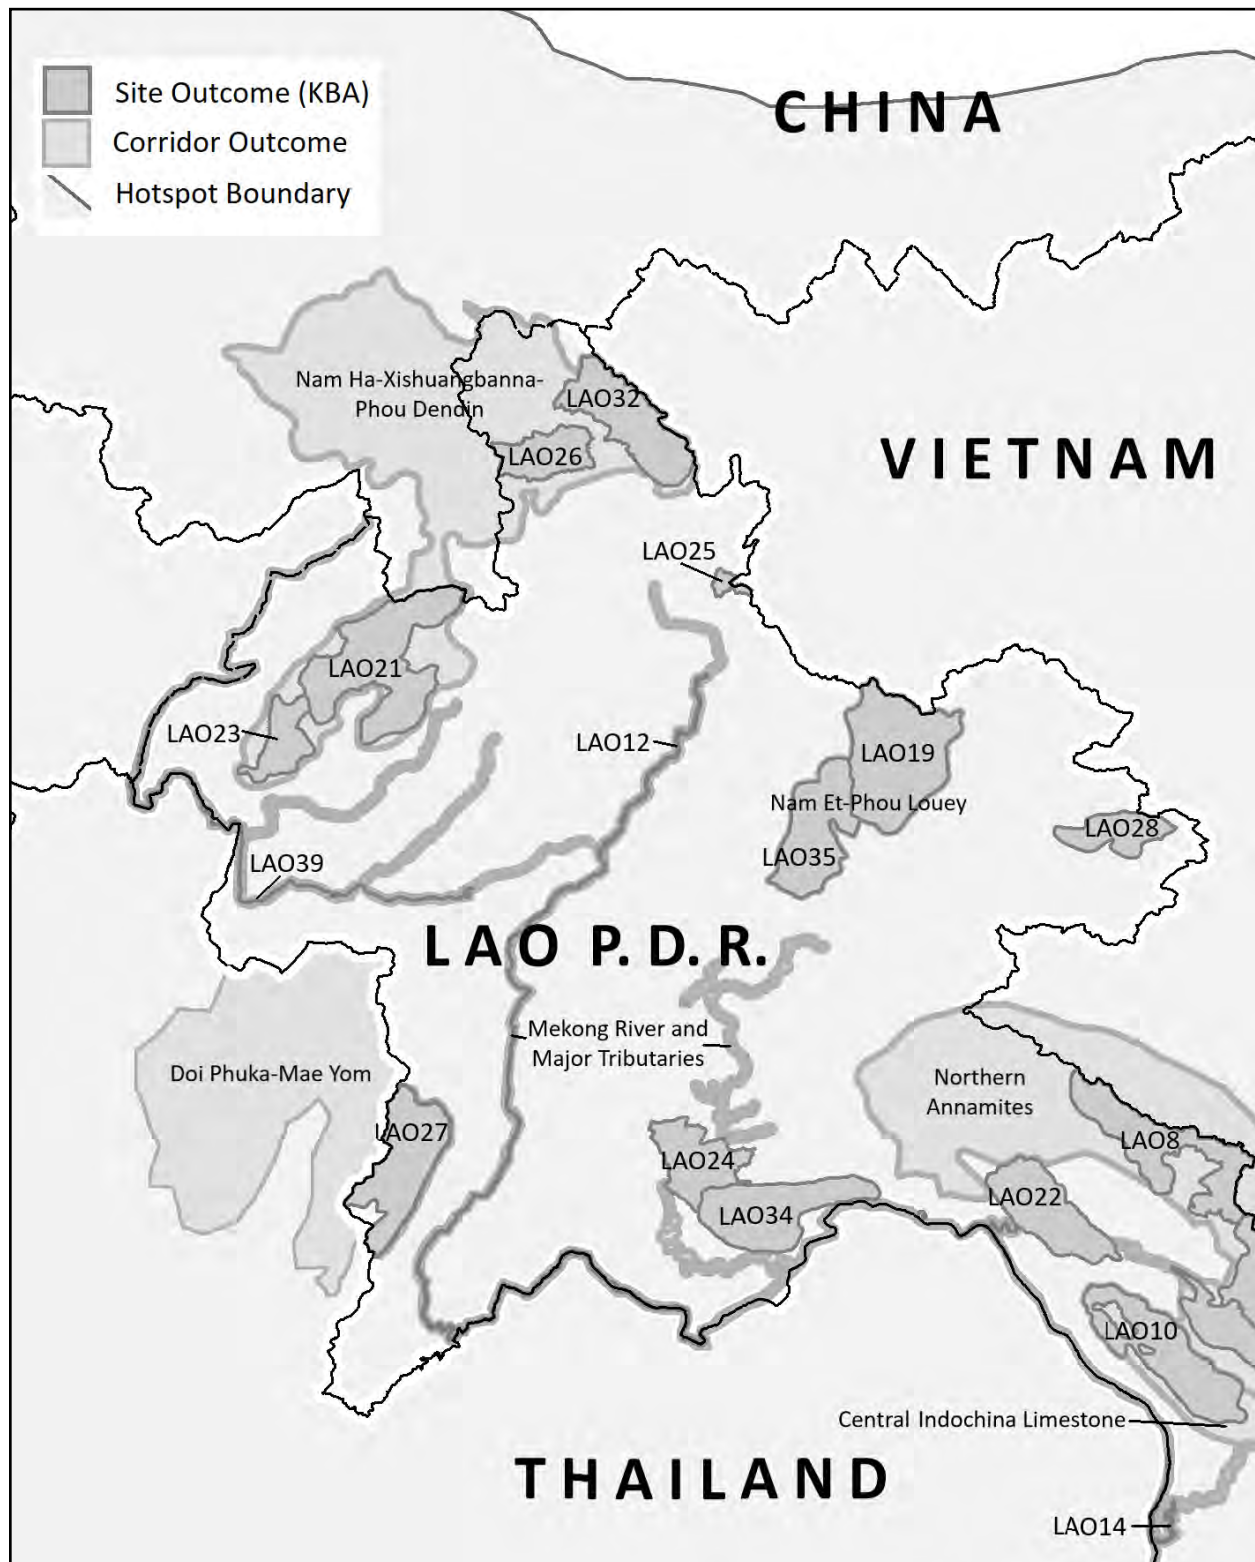 Site Outcome (KBA)
Corridor Outcome
Hotspot Boundary
CHINA
Nam Ha-Xishuangbanna-
Phou Dendin
LAO32
LAO26
VIETNAM
LAO25
LAO21
LAO23
LAO12
LAO19
Nam Et-Phou Louey
LAO28
LAO35
LAO39
LAO P. D. R.
Mekong River and
Major Tributaries
Doi Phuka-Mae Yom
Northern
Annamites
LAO27
LAO8
LAO24
LAO22
LAO34
LAO10
Central Indochina Limestone
THAILAND
LAO14